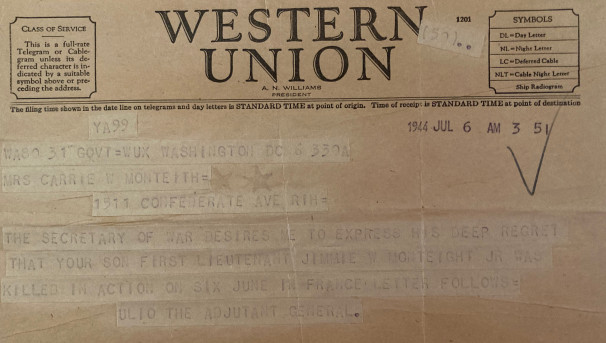 CLASS OF SERVICE
This is a full-rate
Telegram or Cable-
gram unless its de-
ferred character is in-
dicated by a suitable
symbol above or pre-
ceding the address.
WESTERN
UNION
A. N. WILLIAMS
PRESIDENT
1201
(59)..
SYMBOLS
DL=Day Letter
NL=Night Letter
LC=Deferred Cable
NLT=Cable Night Letter
Ship Radiogram
The filing time shown in the date line on telegrams and day letters is STANDARD TIME at point of origin. Time of receipt is STANDARD TIME at point of destination
YA99
1944 JUL 6 AM 3 51
WA80 31 GOVT=WUX WASHINGTON DC 6 330A
MRS CARRIE W MONTEITH=
1511 CONFEDERATE AVE RIH=
THE SECRETARY OF WAR DESIRES ME TO EXPRESS HIS DEEP REGRET
THAT YOUR SON FIRST LIEUTENANT JIMMIE W MONTEIGHT JR WAS
KILLED IN ACTION ON SIX JUNE IN FRANCE LETTER FOLLOWS=
ULIO THE ADJUTANT GENERAL.